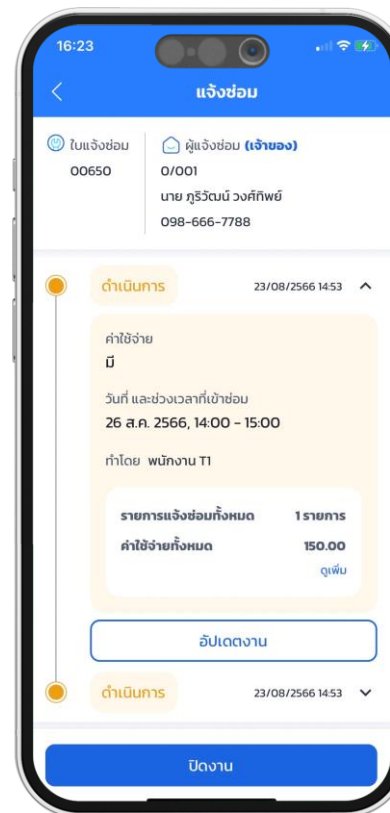 16:23
แจ้งซ่อม
ใบแจ้งซ่อม
00650
ผู้แจ้งซ่อม (เจ้าของ)
0/001
นาย ภูริวัฒน์ วงศ์ทิพย์
098-666-7788
ดำเนินการ 23/08/2566 14:53
ค่าใช้จ่าย
มี
วันที่ และช่วงเวลาที่เข้าซ่อม
26 ส.ค. 2566, 14:00 - 15:00
ทำโดย พนักงาน T1
รายการแจ้งซ่อมทั้งหมด 1 รายการ
ค่าใช้จ่ายทั้งหมด 150.00
ดูเพิ่ม
อัปเดตงาน
ดำเนินการ 23/08/2566 14:53
ปิดงาน